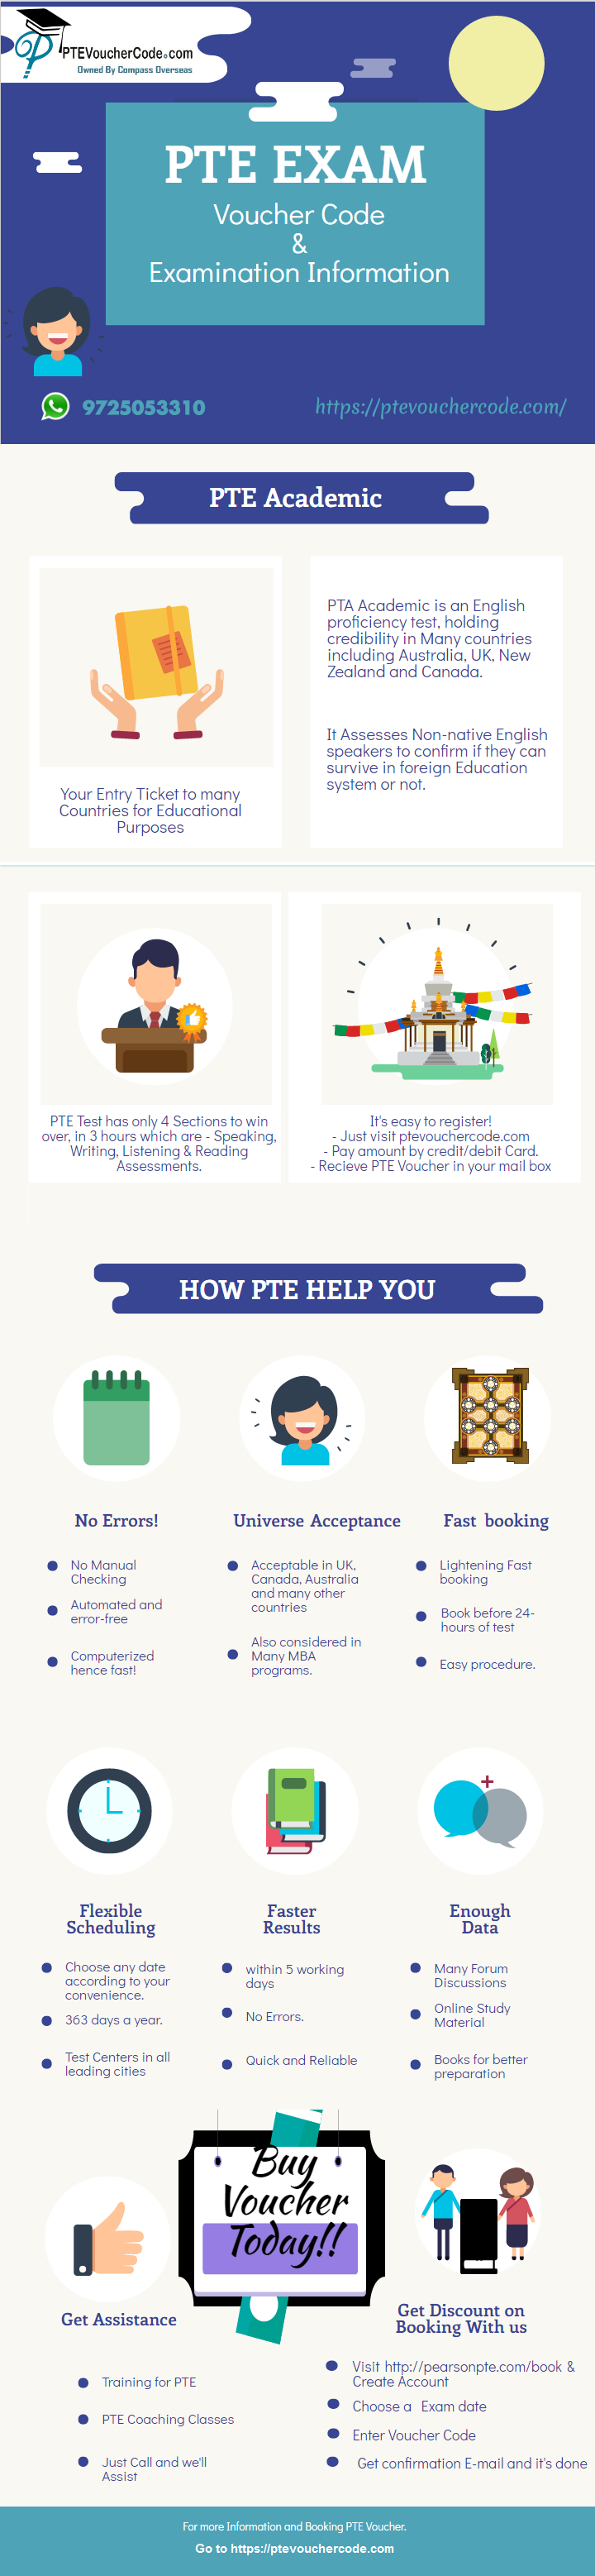 PTEVoucherCode.com
Owned By Compass Overseas
PTE EXAM
Voucher Code
&
Examination Information
9725053310
https://ptevouchercode.com/
PTE Academic
Your Entry Ticket to many
Countries for Educational
Purposes
PTA Academic is an English
proficiency test, holding
credibility in Many countries
including Australia, UK, New
Zealand and Canada.
It Assesses Non-native English
speakers to confirm if they can
survive in foreign Education
system or not.
PTE Test has only 4 Sections to win
over, in 3 hours which are - Speaking,
Writing, Listening & Reading
Assessments.
It's easy to register!
- Just visit ptevouchercode.com
- Pay amount by credit/debit Card.
- Recieve PTE Voucher in your mail box
HOW PTE HELP YOU
No Errors!
No Manual
Checking
Automated and
error-free
Computerized
hence fast!
Universe Acceptance
Acceptable in UK,
Canada, Australia
and many other
countries
Also considered in
Many MBA
programs.
Fast booking
Lightening Fast
booking
Book before 24-
hours of test
Easy procedure.
Flexible
Scheduling
Choose any date
according to your
convenience.
363 days a year.
Test Centers in all
leading cities
Faster
Results
within 5 working
days
No Errors.
Quick and Reliable
Enough
Data
Many Forum
Discussions
Online Study
Material
Books for better
preparation
Buy
Voucher
Today!!
Get Assistance
Training for PTE
PTE Coaching Classes
Just Call and we'll
Assist
Get Discount on
Booking With us
Visit http://pearsonpte.com/book &
Create Account
Choose a Exam date
Enter Voucher Code
Get confirmation E-mail and it's done
For more Information and Booking PTE Voucher.
Go to https://ptevouchercode.com